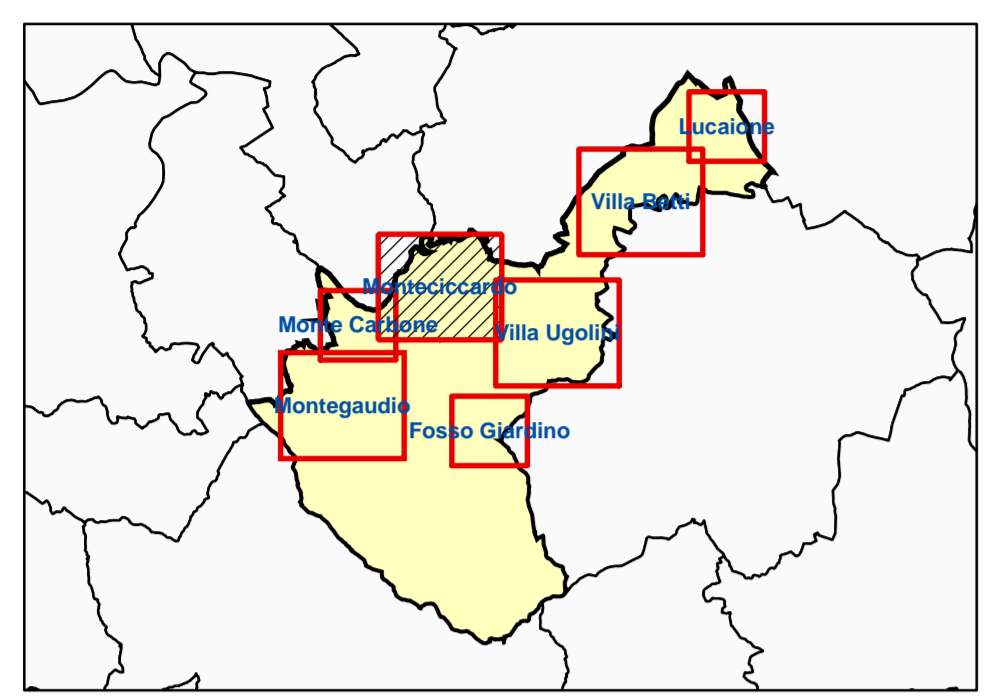 Lucaione
Villa Betti
Monteciccardo
Monte Carbone
Villa Ugolini
Montegaudio
Fosso Giardino